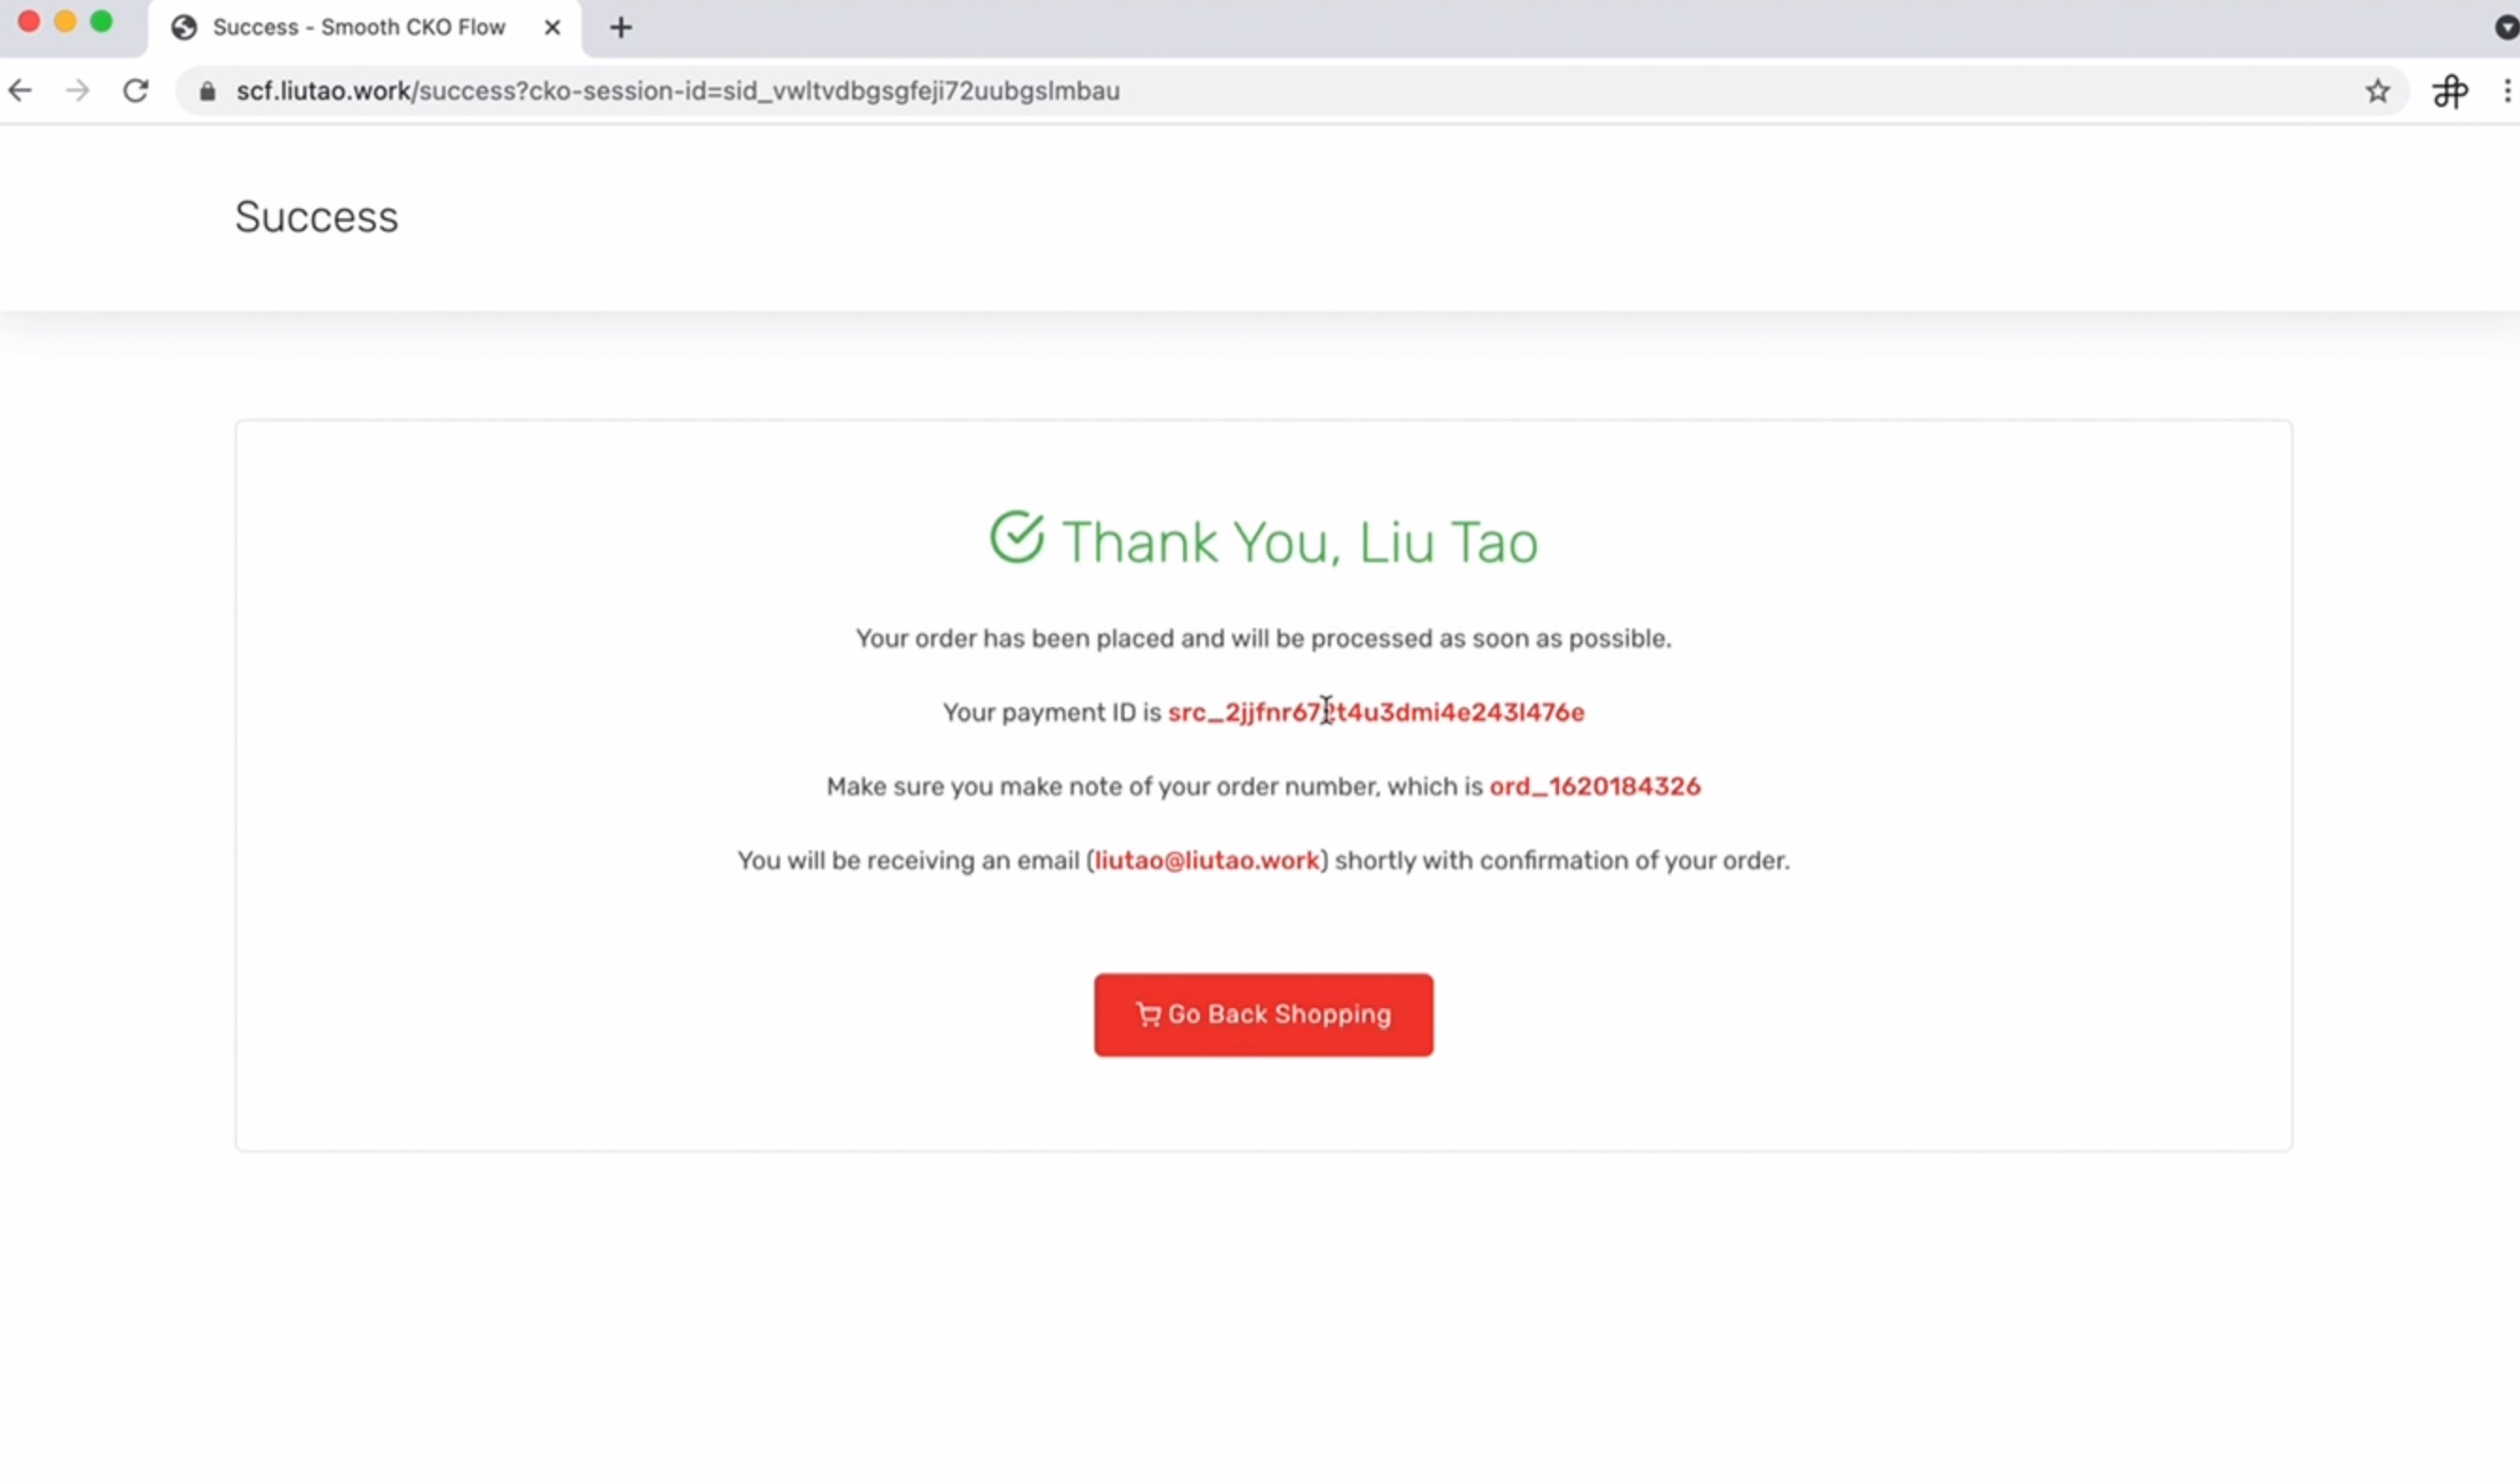 Success - Smooth CKO Flow
scf.liutao.work/success?cko-session-id=sid_vwltvdbgsgfeji72uubgslmbau
Success
Thank You, Liu Tao
Your order has been placed and will be processed as soon as possible.
Your payment ID is
Make sure you make note of your order number, which is ord_1620184326
You will be receiving an email (liutao@liutao.work) shortly with confirmation of your order.
Go Back Shopping